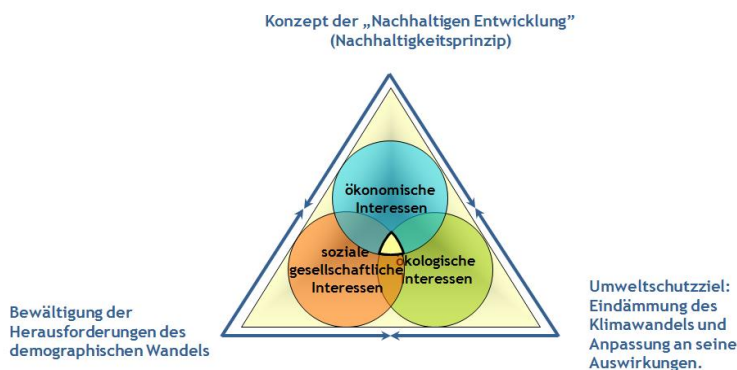 Konzept der „Nachhaltigen Entwicklung”
(Nachhaltigkeitsprinzip)
ökonomische
Interessen
soziale
gesellschaftliche
Interessen
ökologische
Interessen
Bewältigung der
Herausforderungen des
demographischen Wandels
Umweltschutzziel:
Eindämmung des
Klimawandels und
Anpassung an seine
Auswirkungen.